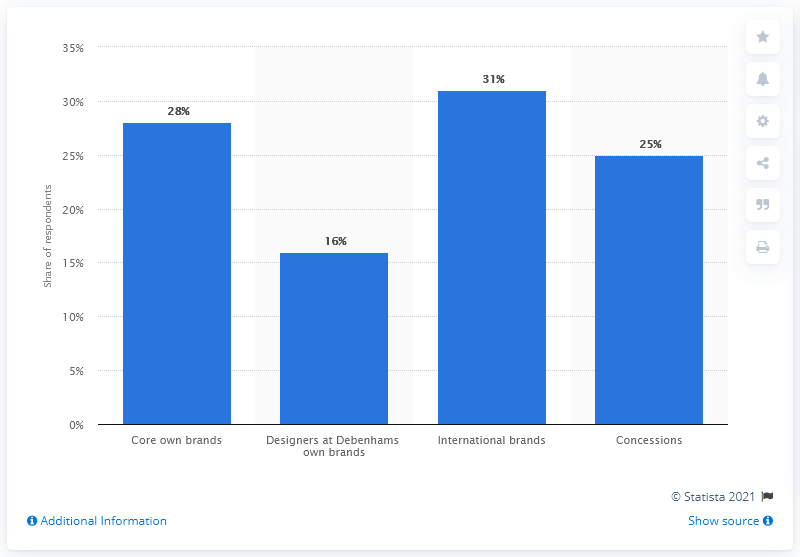 35%
30%
25%
20%
15%
10%
5%
0%
Share of respondents
28%
16%
31%
25%
Core own brands
Designers at Debenhams
own brands
International brands
Concessions
© Statista 2021
Additional Information
Show source